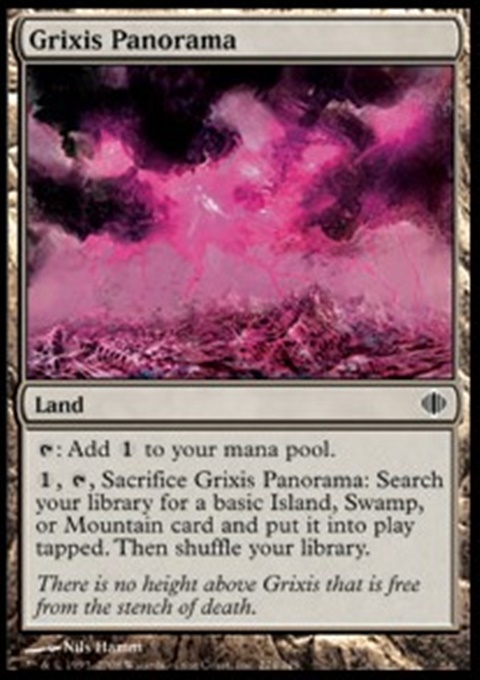 Grixis Panorama
Land
: Add 1 to your mana pool.
1, , Sacrifice Grixis Panorama: Search
your library for a basic Island, Swamp,
or Mountain card and put it into play
tapped. Then shuffle your library.
There is no height above Grixis that is free
from the stench of death.
Nils Hamm